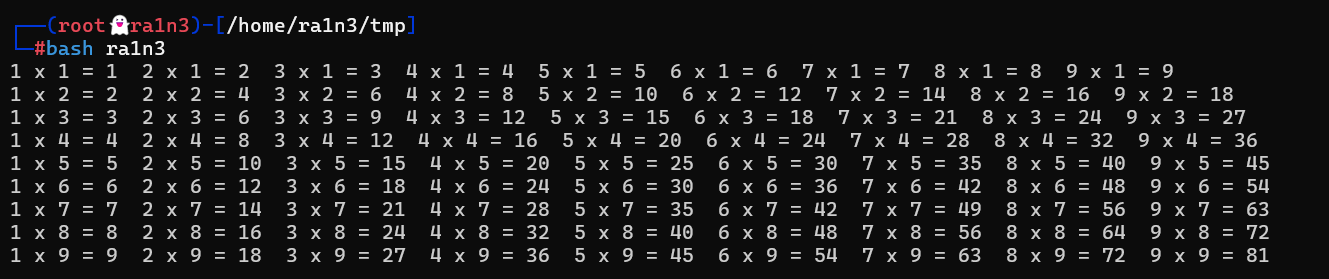 ┌──(root👻ra1n3)-[/home/ra1n3/tmp]
└─#bash ra1n3
1 x 1 = 1  2 x 1 = 2  3 x 1 = 3  4 x 1 = 4  5 x 1 = 5  6 x 1 = 6  7 x 1 = 7  8 x 1 = 8  9 x 1 = 9
1 x 2 = 2  2 x 2 = 4  3 x 2 = 6  4 x 2 = 8  5 x 2 = 10  6 x 2 = 12  7 x 2 = 14  8 x 2 = 16  9 x 2 = 18
1 x 3 = 3  2 x 3 = 6  3 x 3 = 9  4 x 3 = 12  5 x 3 = 15  6 x 3 = 18  7 x 3 = 21  8 x 3 = 24  9 x 3 = 27
1 x 4 = 4  2 x 4 = 8  3 x 4 = 12  4 x 4 = 16  5 x 4 = 20  6 x 4 = 24  7 x 4 = 28  8 x 4 = 32  9 x 4 = 36
1 x 5 = 5  2 x 5 = 10  3 x 5 = 15  4 x 5 = 20  5 x 5 = 25  6 x 5 = 30  7 x 5 = 35  8 x 5 = 40  9 x 5 = 45
1 x 6 = 6  2 x 6 = 12  3 x 6 = 18  4 x 6 = 24  5 x 6 = 30  6 x 6 = 36  7 x 6 = 42  8 x 6 = 48  9 x 6 = 54
1 x 7 = 7  2 x 7 = 14  3 x 7 = 21  4 x 7 = 28  5 x 7 = 35  6 x 7 = 42  7 x 7 = 49  8 x 7 = 56  9 x 7 = 63
1 x 8 = 8  2 x 8 = 16  3 x 8 = 24  4 x 8 = 32  5 x 8 = 40  6 x 8 = 48  7 x 8 = 56  8 x 8 = 64  9 x 8 = 72
1 x 9 = 9  2 x 9 = 18  3 x 9 = 27  4 x 9 = 36  5 x 9 = 45  6 x 9 = 54  7 x 9 = 63  8 x 9 = 72  9 x 9 = 81